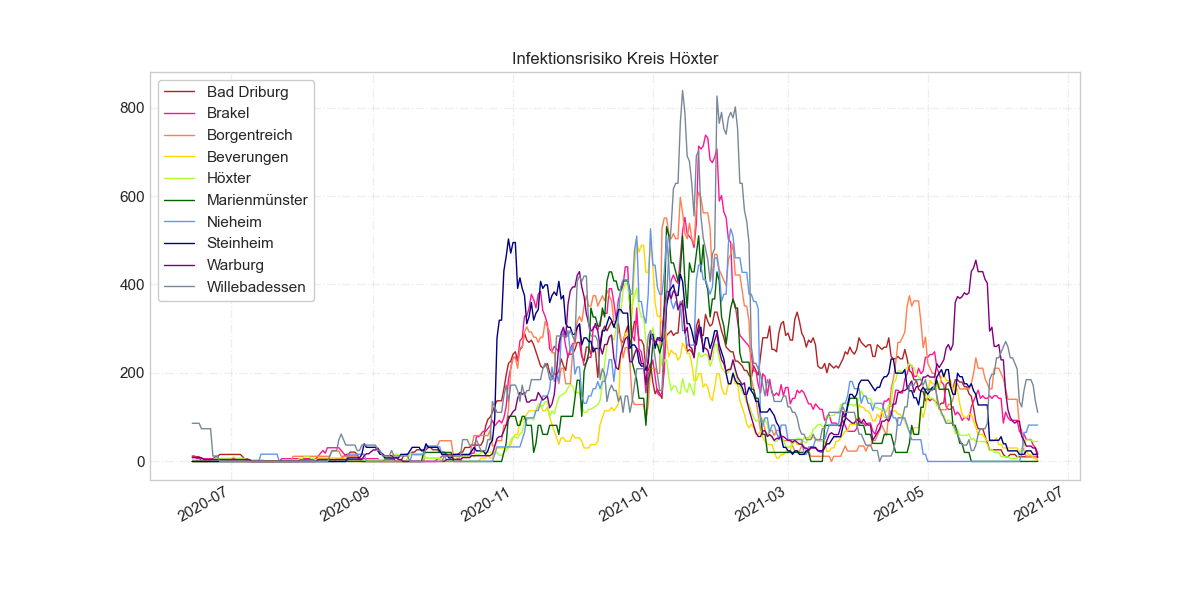 Infektionsrisiko Kreis Höxter
Bad Driburg
Brakel
Borgentreich
Beverungen
Höxter
Marienmünster
Nieheim
Steinheim
Warburg
Willebadessen
800
600
400
200
0
2020-07
2020-09
2020-11
2021-01
2021-03
2021-05
2021-07